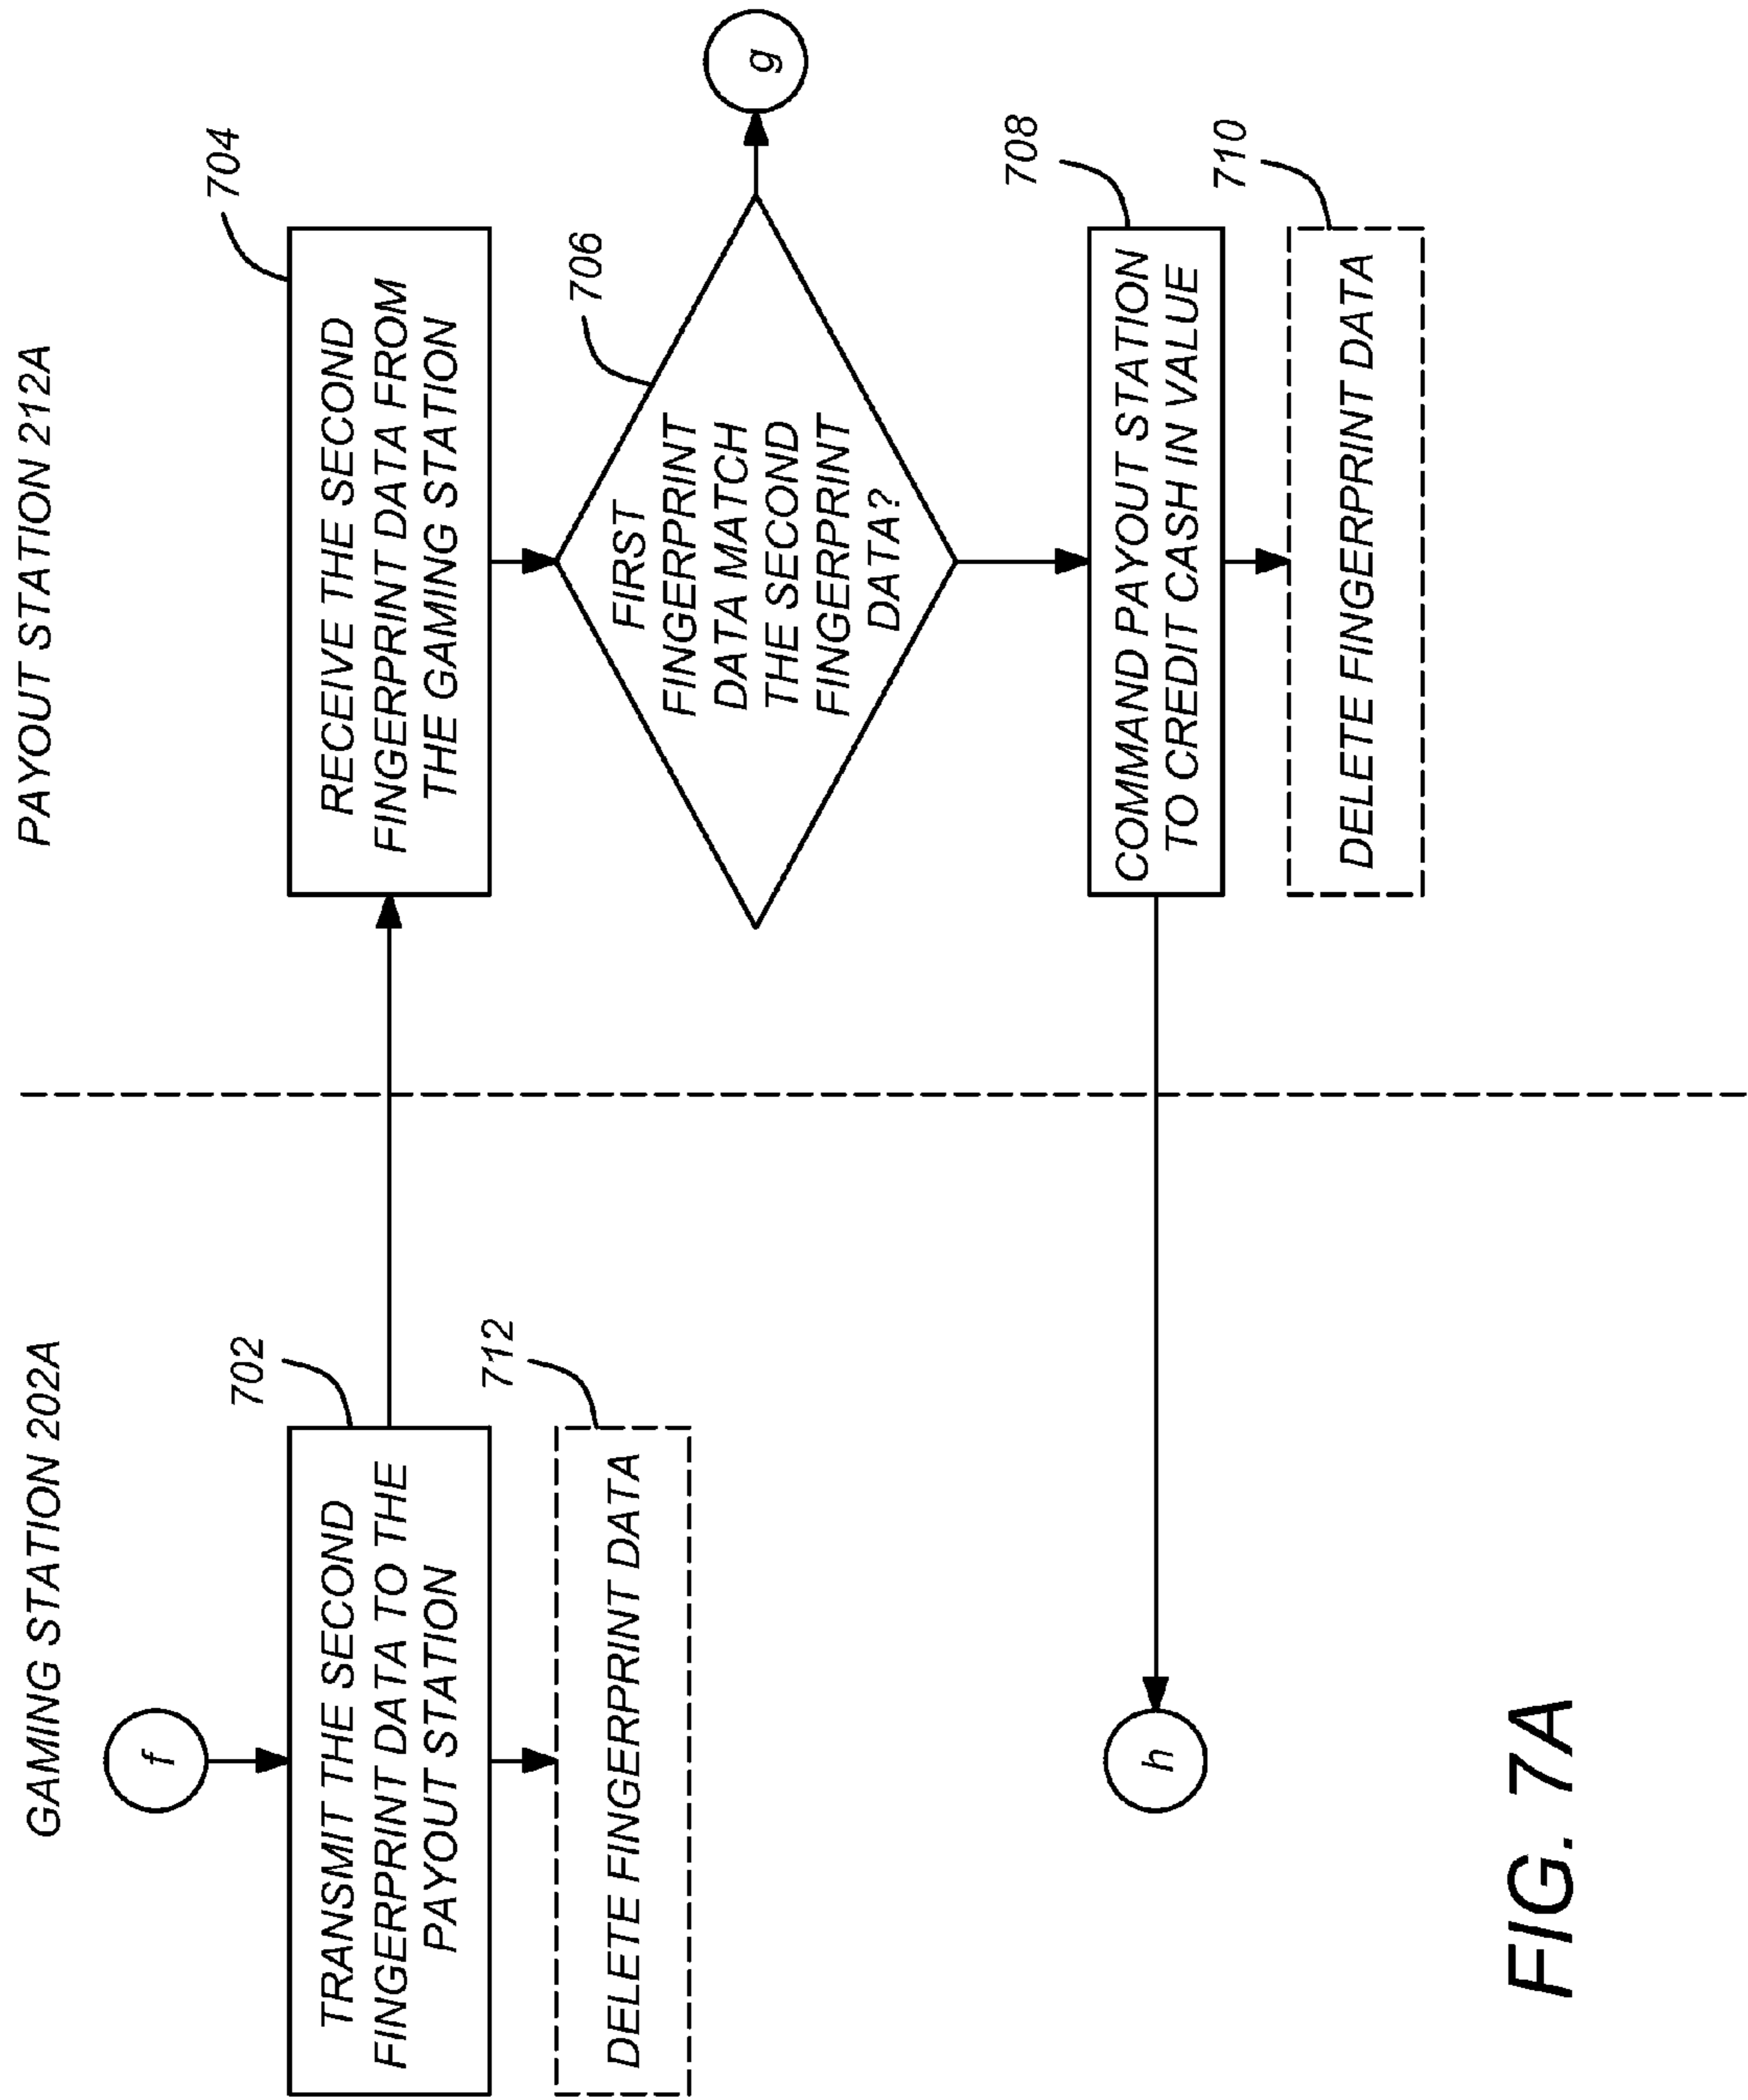 GAMING STATION 202A
PAYOUT STATION 212A
f
702
TRANSMIT THE SECOND
FINGERPRINT DATA TO THE
PAYOUT STATION
704
RECEIVE THE SECOND
FINGERPRINT DATA FROM
THE GAMING STATION
712
DELETE FINGERPRINT DATA
706
FIRST
FINGERPRINT
DATA MATCH
THE SECOND
FINGERPRINT
DATA?
g
708
COMMAND PAYOUT STATION
TO CREDIT CASH IN VALUE
h
710
DELETE FINGERPRINT DATA
FIG. 7A